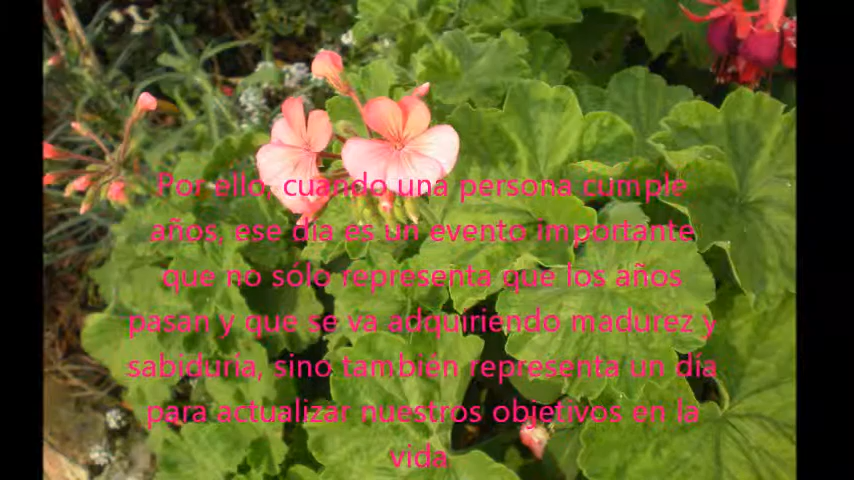 Por ello, cuando una persona cumple
años, ese día es un evento importante
que no sólo representa que los años
pasan y que se va adquiriendo madurez y
sabiduría, sino también representa un día
para actualizar nuestros objetivos en la
vida